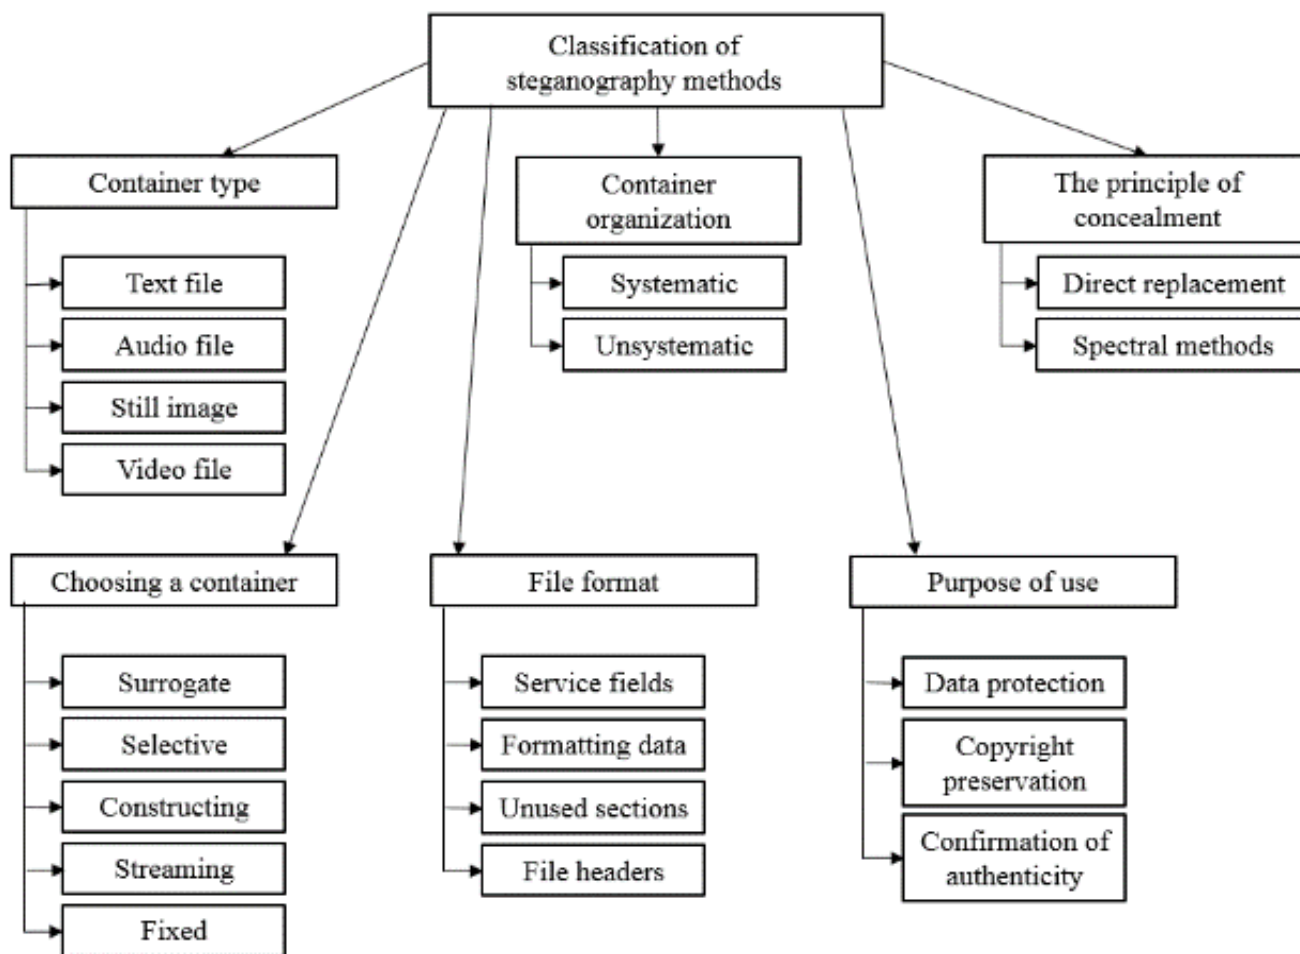 Classification of
steganography methods
Container type
Text file
Audio file
Still image
Video file
Container
organization
Systematic
Unsystematic
The principle of
concealment
Direct replacement
Spectral methods
Choosing a container
Surrogate
Selective
Constructing
Streaming
Fixed
File format
Service fields
Formatting data
Unused sections
File headers
Purpose of use
Data protection
Copyright
preservation
Confirmation of
authenticity